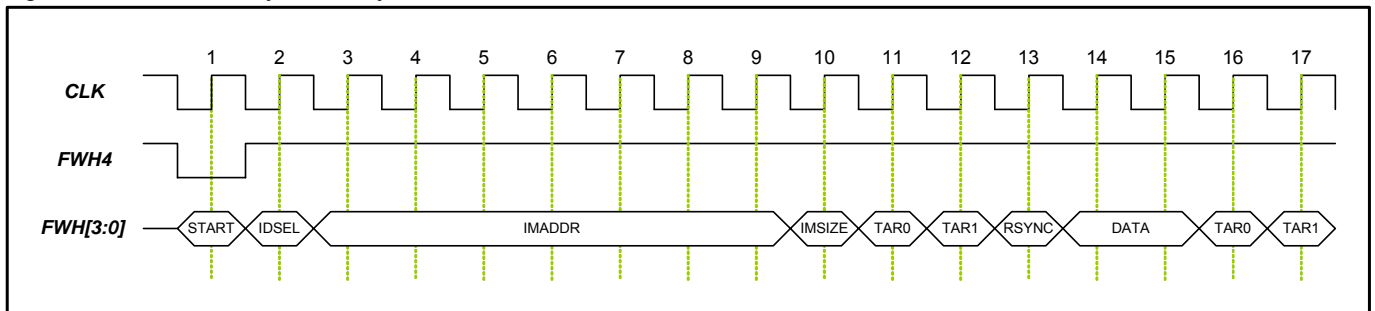 1 2 3 4 5 6 7 8 9 10 11 12 13 14 15 16 17
CLK
FWH4
FWH[3:0] START IDSEL IMADDR IMSIZE TAR0 TAR1 RSYNC DATA TAR0 TAR1